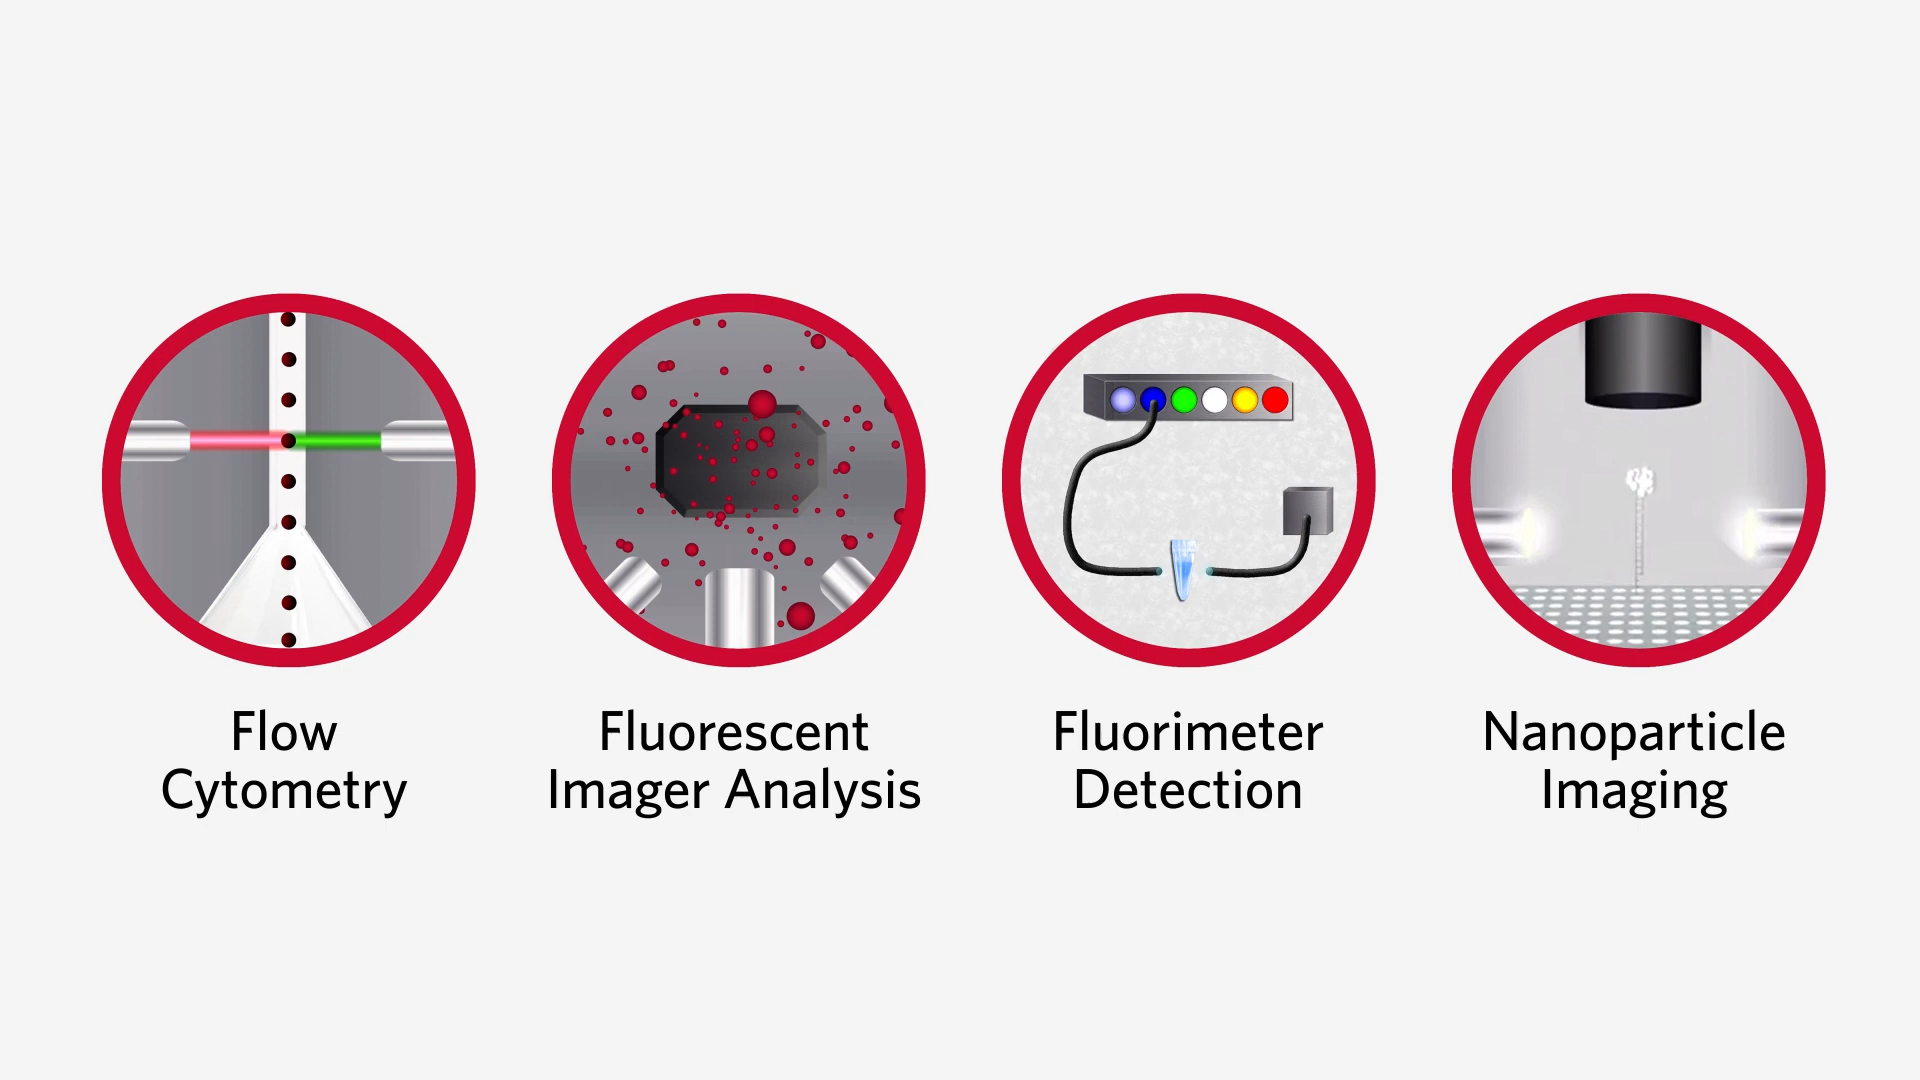 Flow
Cytometry
Fluorescent
Imager Analysis
Fluorimeter
Detection
Nanoparticle
Imaging